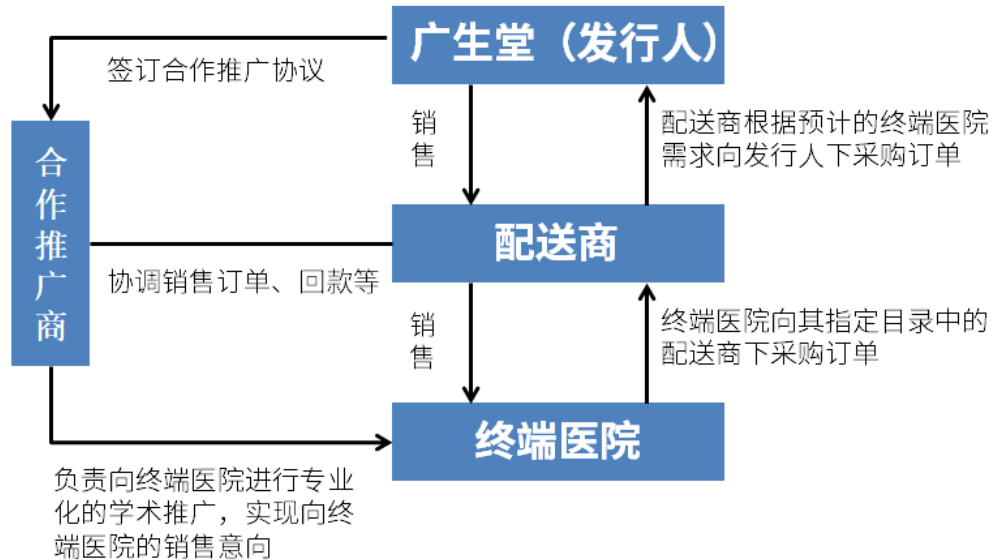 广生堂（发行人）
签订合作推广协议
销
售
配送商根据预计的终端医院
需求向发行人下采购订单
合
作
推
广
商
配送商
协调销售订单、回款等
销
售
终端医院向其指定目录中的
配送商下采购订单
终端医院
负责向终端医院进行专业
化的学术推广，实现向终
端医院的销售意向